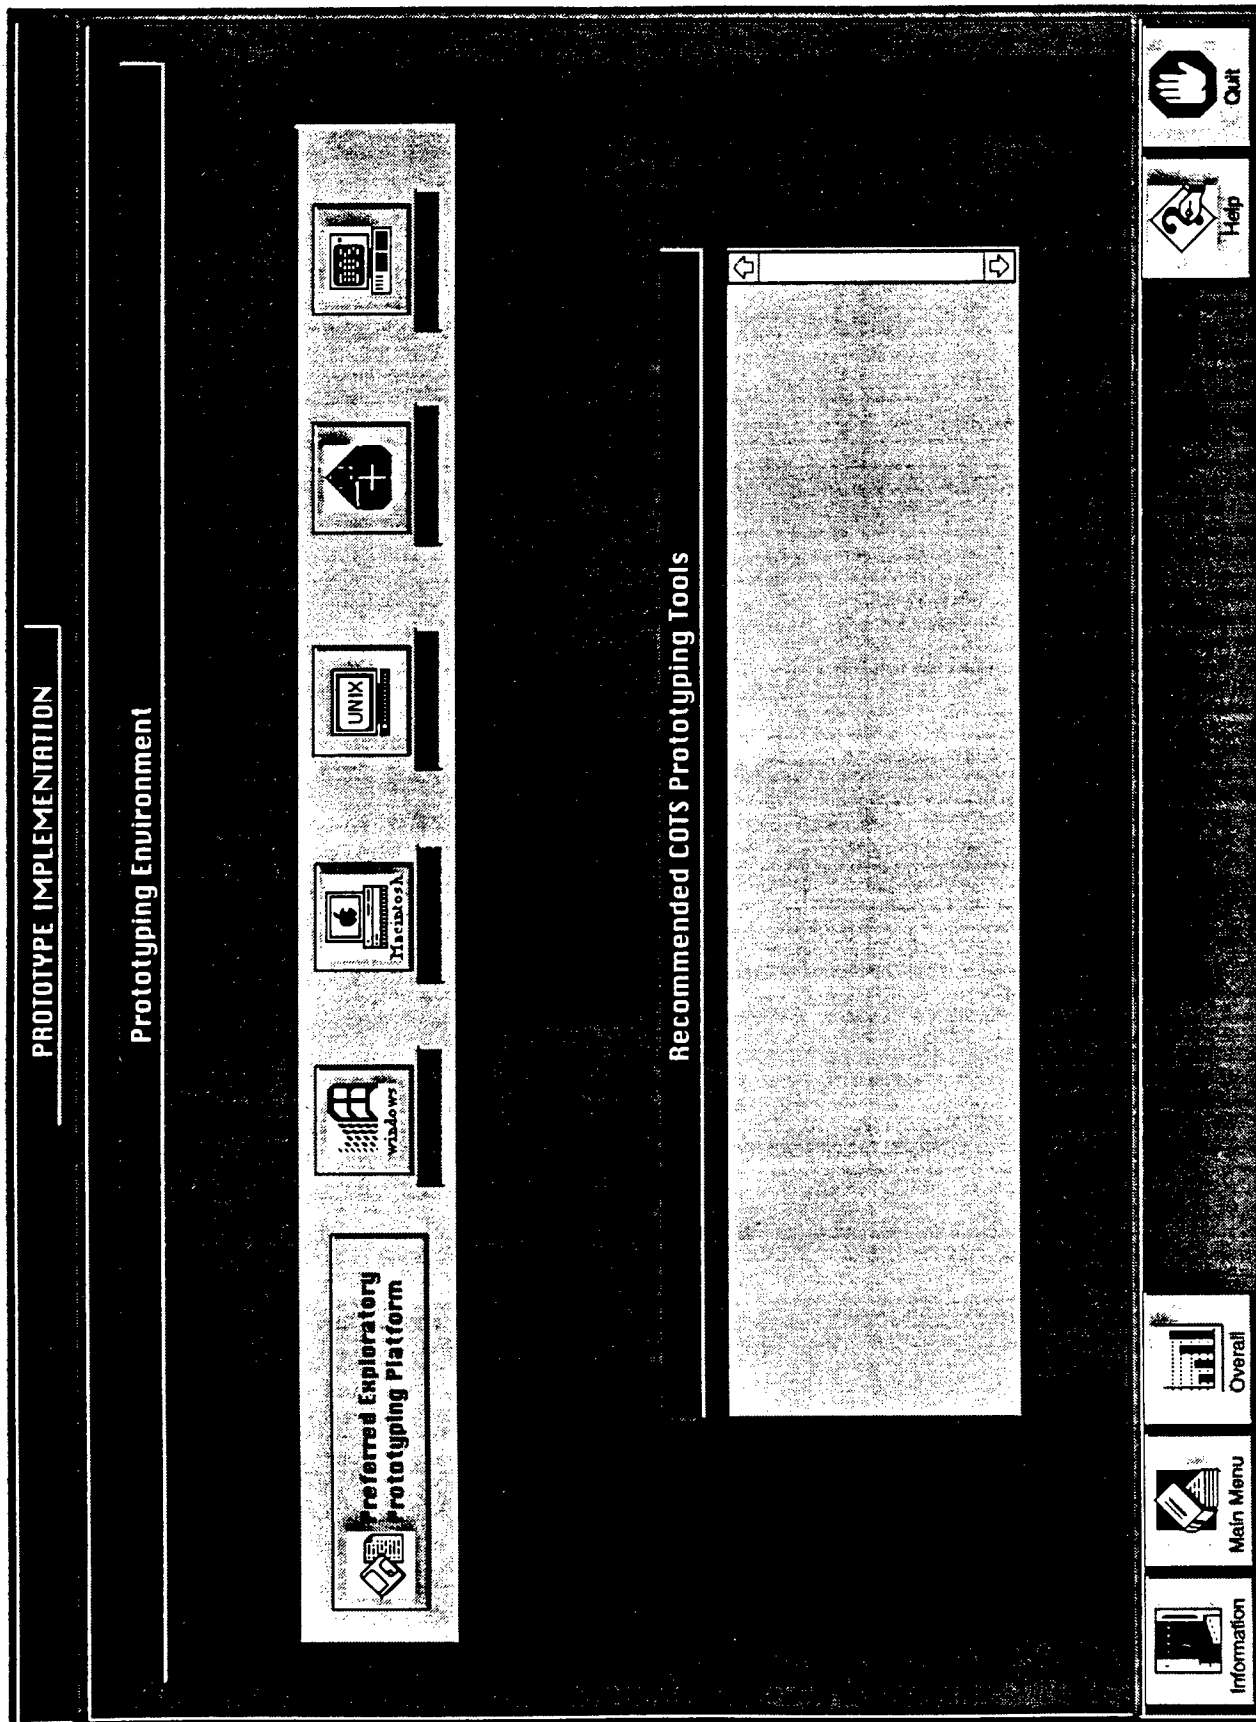 PROTOTYPE IMPLEMENTATION
Prototyping Environment
Preferred Exploratory
Prototyping Platform
windows
Macintosh
UNIX
Recommended COTS Prototyping Tools
Information
Main Menu
Overall
Help
Quit